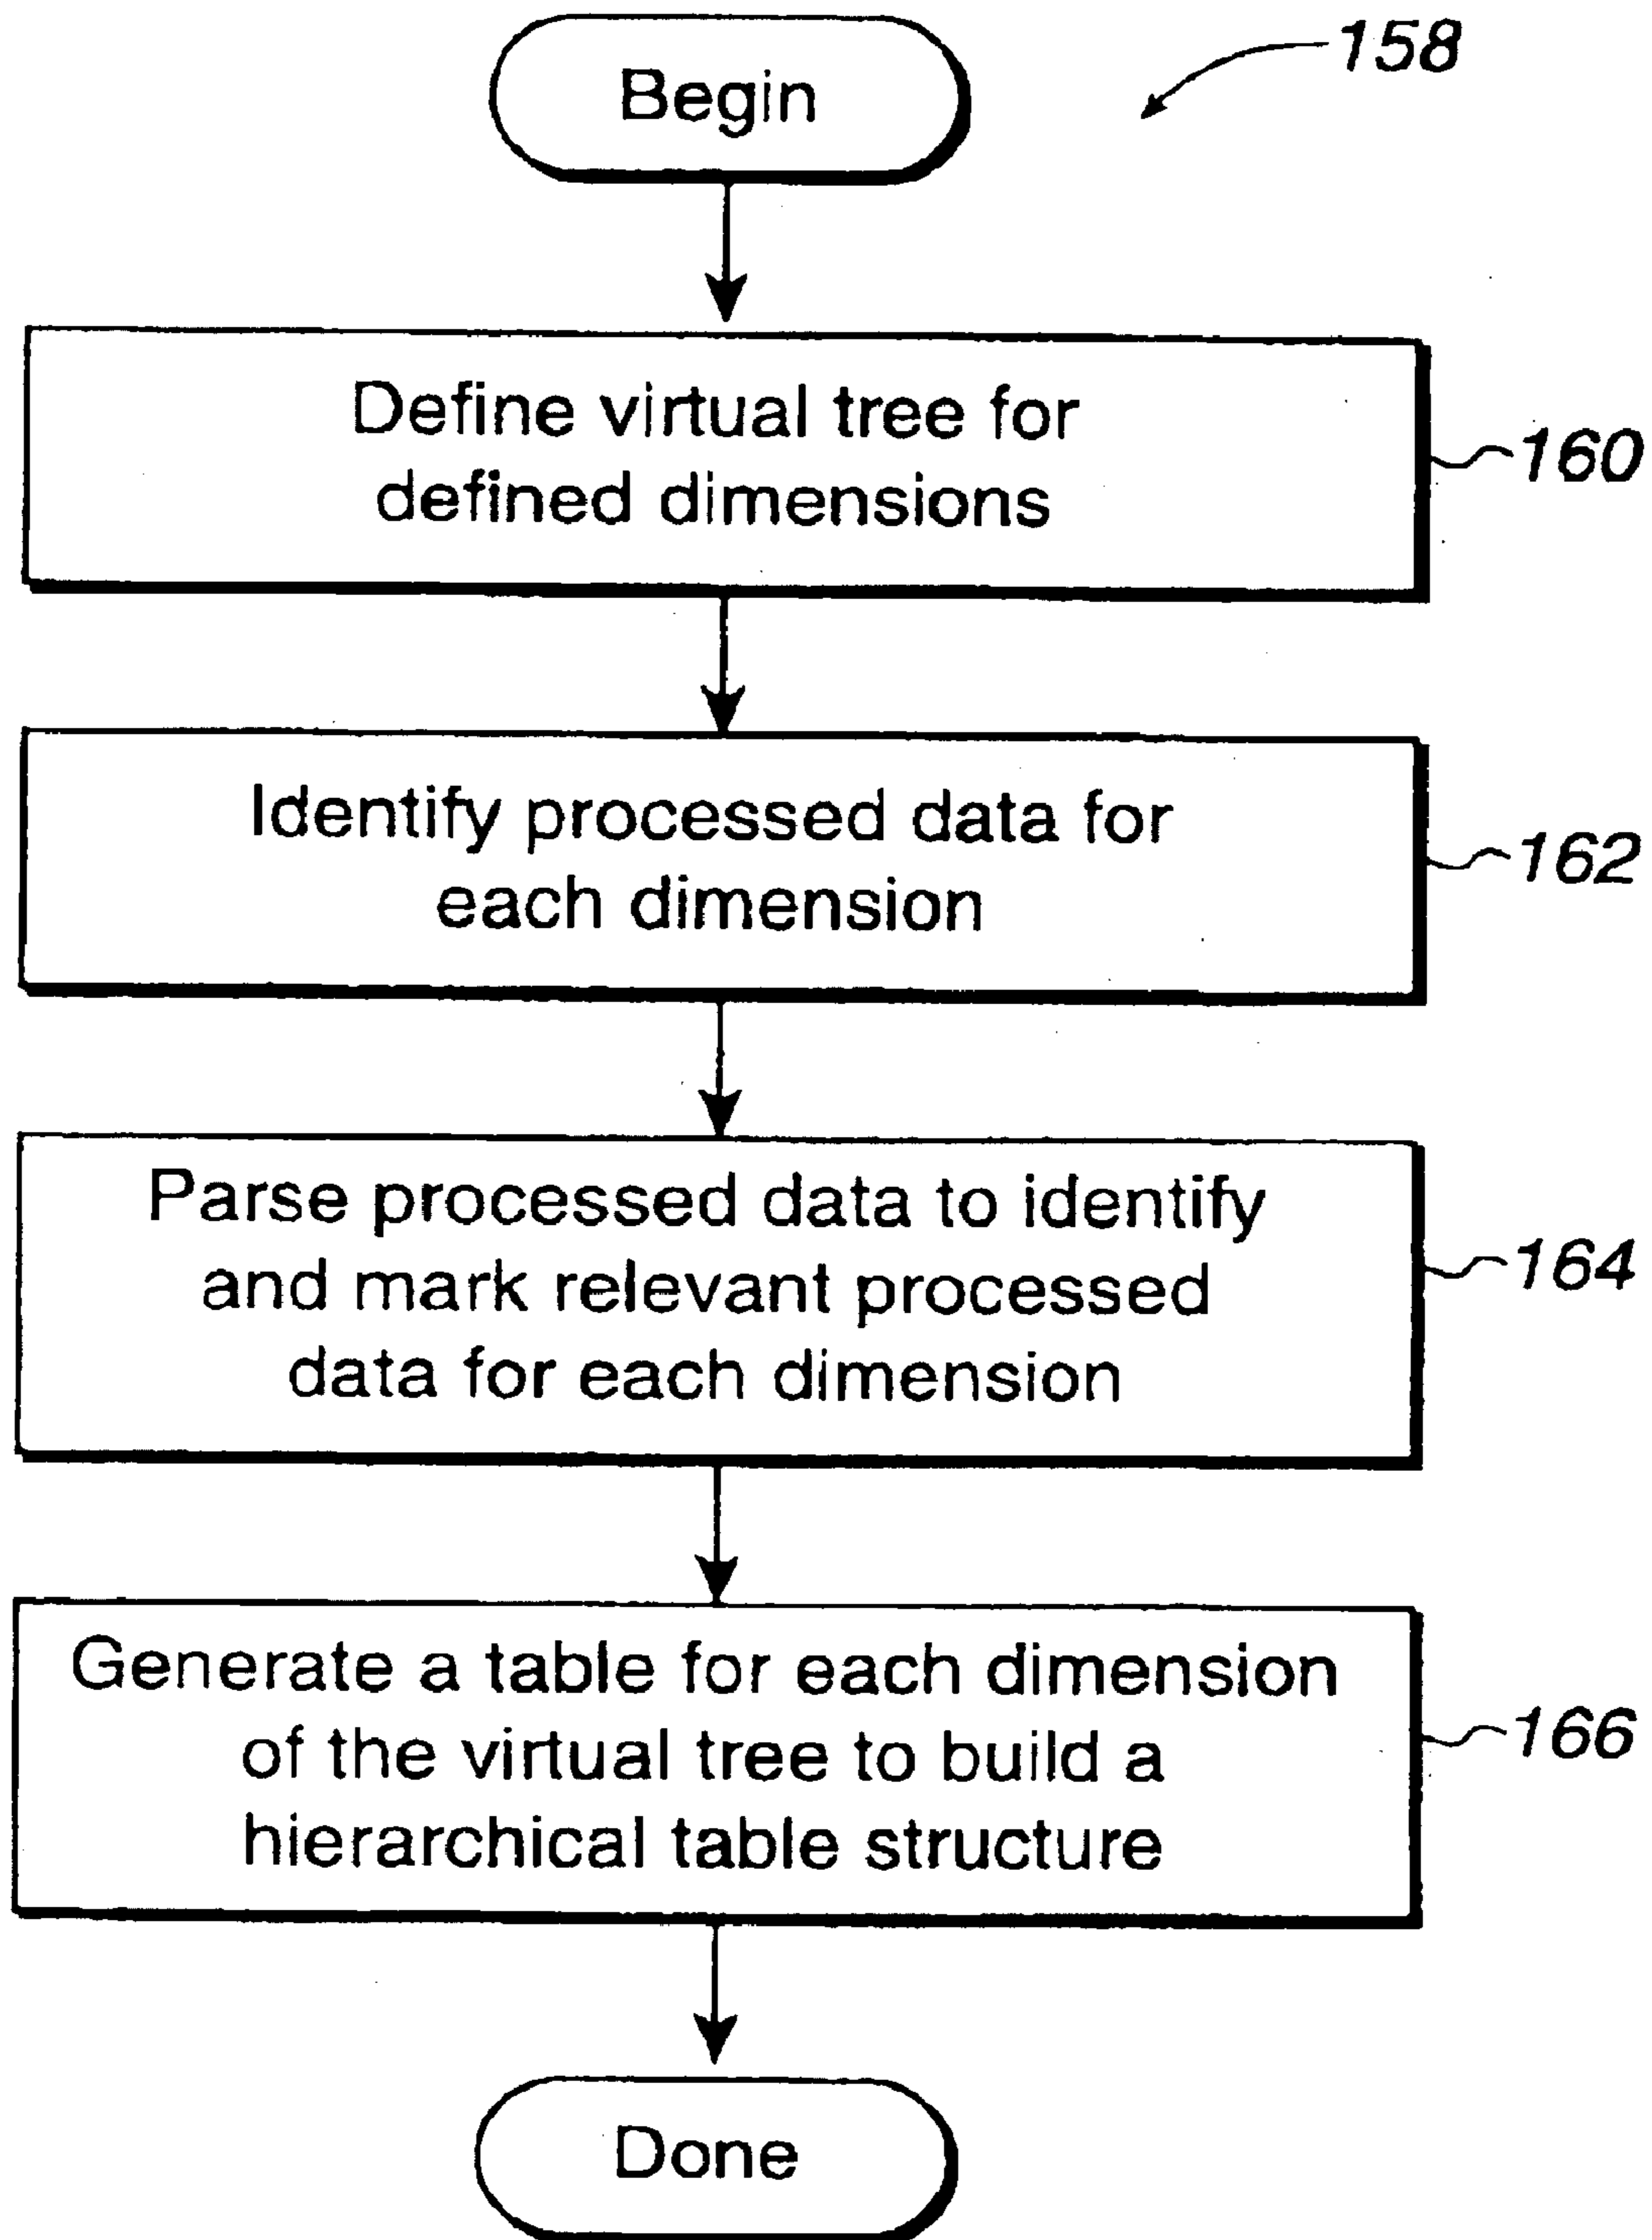 Begin
158
Define virtual tree for
defined dimensions
160
Identify processed data for
each dimension
162
Parse processed data to identify
and mark relevant processed
data for each dimension
164
Generate a table for each dimension
of the virtual tree to build a
hierarchical table structure
166
Done